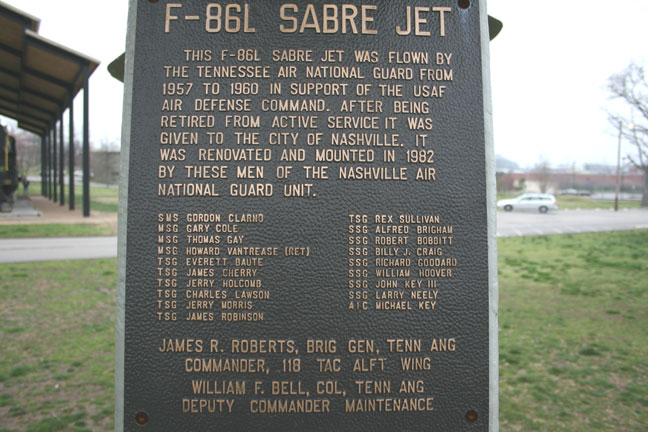 F-86L SABRE JET
THIS F-86L SABRE JET WAS FLOWN BY
THE TENNESSEE AIR NATIONAL GUARD FROM
1957 TO 1960 IN SUPPORT OF THE USAF
AIR DEFENSE COMMAND. AFTER BEING
RETIRED FROM ACTIVE SERVICE IT WAS
GIVEN TO THE CITY OF NASHVILLE. IT
WAS RENOVATED AND MOUNTED IN 1982
BY THESE MEN OF THE NASHVILLE AIR
NATIONAL GUARD UNIT.
SMS GORDON CLARNO
MSG GARY COLE
MSG THOMAS GAY
MSG HOWARD VANTREASE (RET)
TSG EVERETT BAUTE
TSG JAMES CHERRY
TSG JERRY HOLCOMB
TSG CHARLES LAWSON
TSG JERRY MORRIS
TSG JAMES ROBINSON
TSG REX SULLIVAN
SSG ALFRED BRIGHAM
SSG ROBERT BOBBITT
SSG BILLY J. CRAIG
SSG RICHARD GODDARD
SSG WILLIAM HOOVER
SSG JOHN KEY III
SSG LARRY NEELY
A1C MICHAEL KEY
JAMES R. ROBERTS, BRIG GEN, TENN ANG
COMMANDER, 118 TAC ALFT WING
WILLIAM F. BELL, COL, TENN ANG
DEPUTY COMMANDER MAINTENANCE